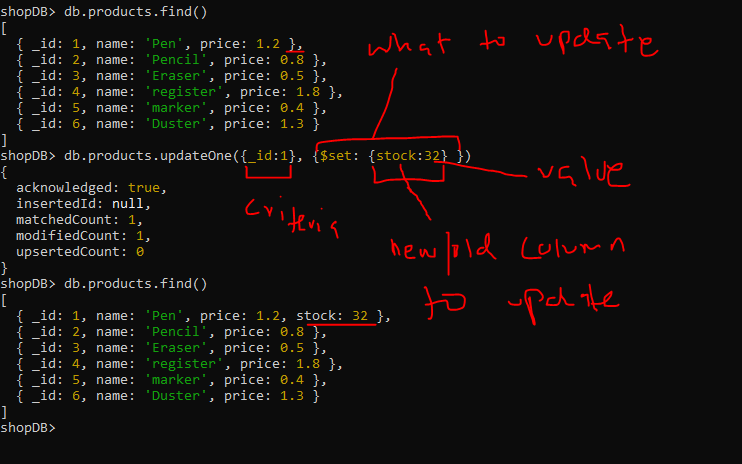 shopDB> db.products.find()
[
  { _id: 1, name: 'Pen', price: 1.2 },
  { _id: 2, name: 'Pencil', price: 0.8 },
  { _id: 3, name: 'Eraser', price: 0.5 },
  { _id: 4, name: 'register', price: 1.8 },
  { _id: 5, name: 'marker', price: 0.4 },
  { _id: 6, name: 'Duster', price: 1.3 }
]
what to update
shopDB> db.products.updateOne({_id:1}, {$set: {stock:32} })
value
criteria
new/old column
to update
{
  acknowledged: true,
  insertedId: null,
  matchedCount: 1,
  modifiedCount: 1,
  upsertedCount: 0
}
shopDB> db.products.find()
[
  { _id: 1, name: 'Pen', price: 1.2, stock: 32 },
  { _id: 2, name: 'Pencil', price: 0.8 },
  { _id: 3, name: 'Eraser', price: 0.5 },
  { _id: 4, name: 'register', price: 1.8 },
  { _id: 5, name: 'marker', price: 0.4 },
  { _id: 6, name: 'Duster', price: 1.3 }
]
shopDB>